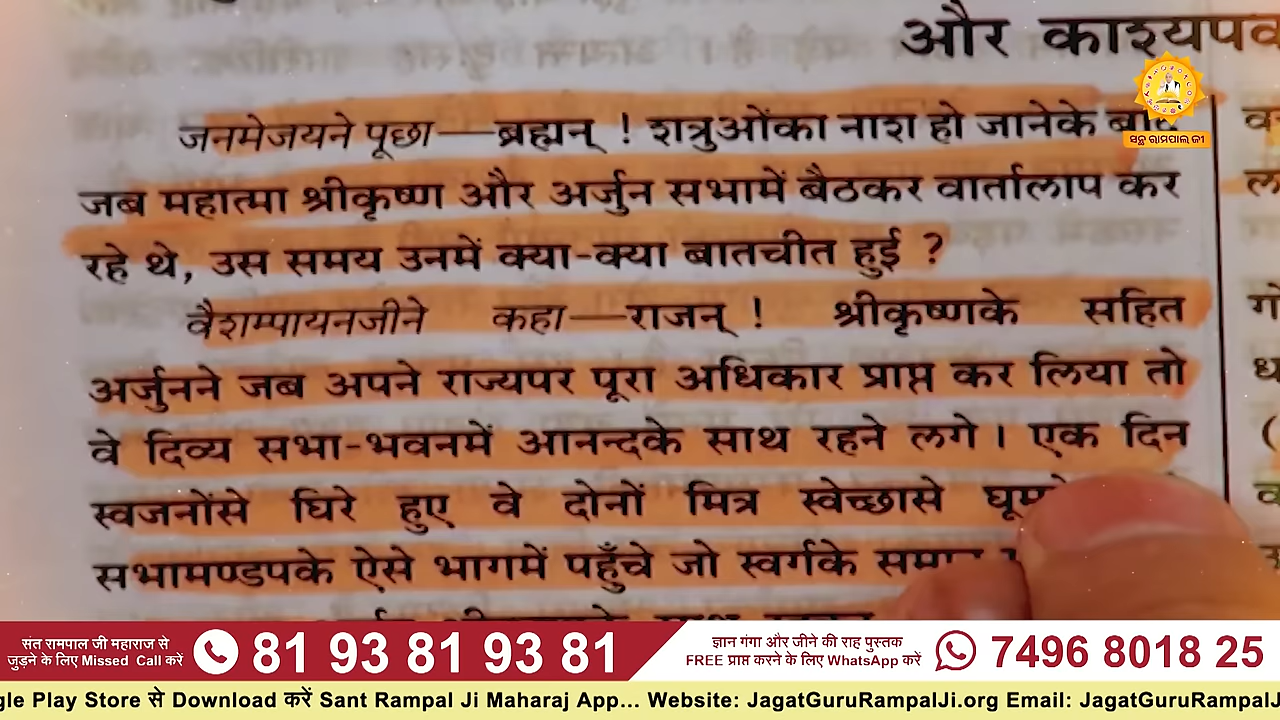 और काश्यपक
जनमेजयने पूछा—ब्रह्मन् ! शत्रुओंका नाश हो जानेके बाद
जब महात्मा श्रीकृष्ण और अर्जुन सभामें बैठकर वार्तालाप कर
रहे थे, उस समय उनमें क्या-क्या बातचीत हुई ?
वैशम्पायनजीने कहा—राजन् ! श्रीकृष्णके सहित
अर्जुनने जब अपने राज्यपर पूरा अधिकार प्राप्त कर लिया तो
वे दिव्य सभा-भवनमें आनन्दके साथ रहने लगे। एक दिन
स्वजनोंसे घिरे हुए वे दोनों मित्र स्वेच्छासे
सभामण्डपके ऐसे भागमें पहुँचे जो स्वर्गके
ਸੰਤ ਰਾਮਪਾਲ ਜੀ
संत रामपाल जी महाराज से
जुड़ने के लिए Missed Call करें
81 93 81 93 81
ज्ञान गंगा और जीने की राह पुस्तक
FREE प्राप्त करने के लिए WhatsApp करें
7496 8018 25
gle Play Store से Download करें Sant Rampal Ji Maharaj App... Website: JagatGuruRampalJi.org Email: JagatGuruRampalJ